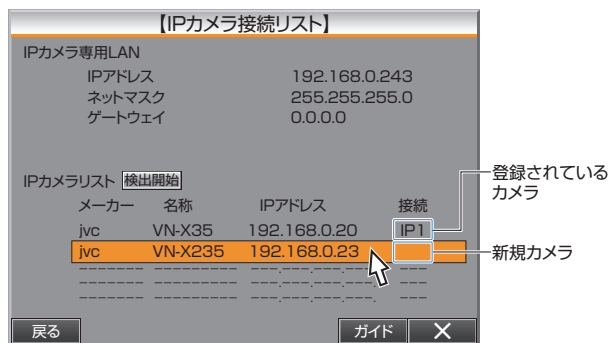 【IPカメラ接続リスト】
IPカメラ専用LAN
IPアドレス 192.168.0.243
ネットマスク 255.255.255.0
ゲートウェイ 0.0.0.0
IPカメラリスト 検出開始
メーカー 名称 IPアドレス 接続
jvc VN-X35 192.168.0.20 IP1
jvc VN-X235 192.168.0.23
------- --------- ---.---.---.---. ---
------- --------- ---.---.---.---. ---
------- --------- ---.---.---.---. ---
戻る ガイド ×
登録されている
カメラ
新規カメラ